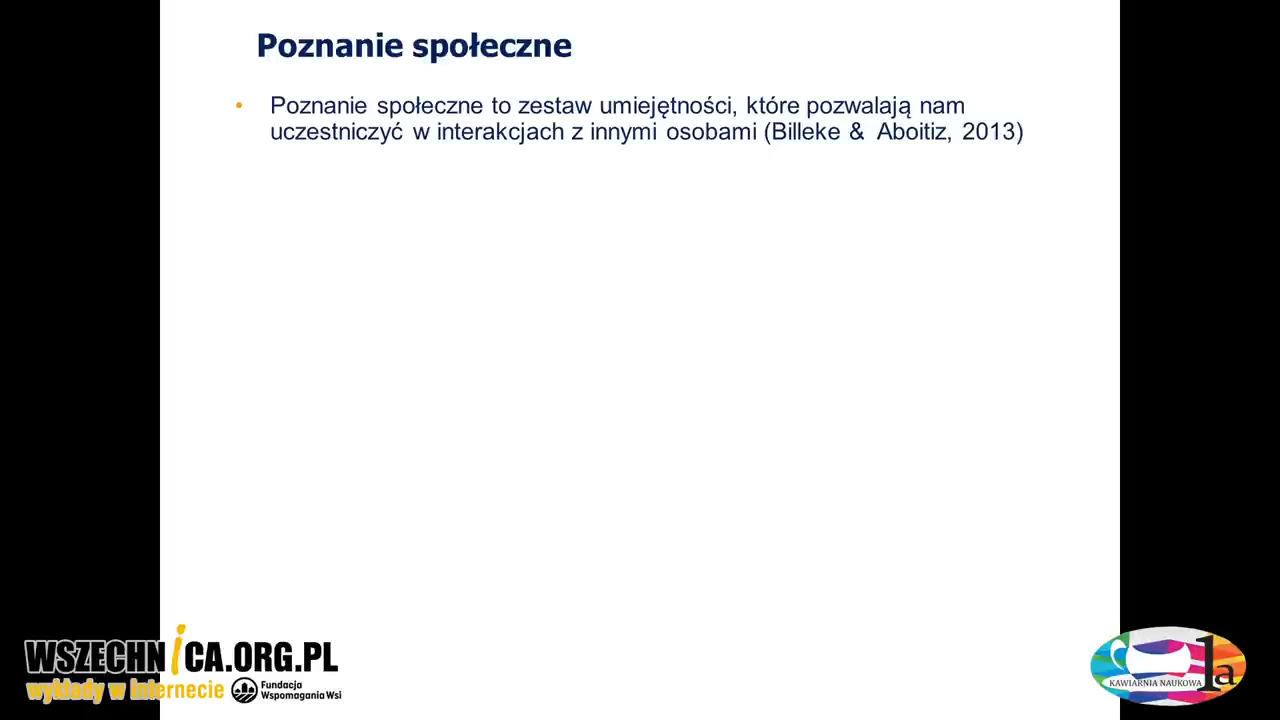 Poznanie społeczne
• Poznanie społeczne to zestaw umiejętności, które pozwalają nam
uczestniczyć w interakcjach z innymi osobami (Billeke & Aboitiz, 2013)
WSZECHNiCA.ORG.PL
wykłady w internecie
Fundacja
Wspomagania Wsi
KAWIARNIA NAUKOWA 1a